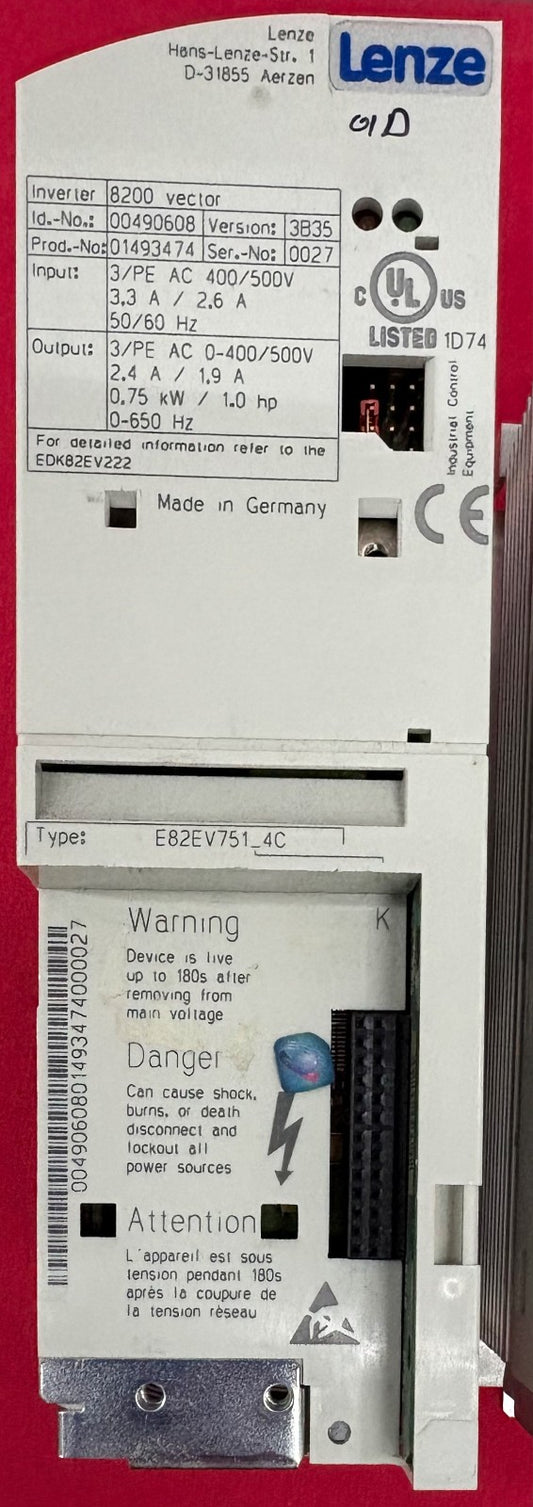 Lenze
Hans-Lenze-Str. 1
D-31855 Aerzen
Lenze
01D
Inverter 8200 vector
Id.-No.: 00490608 Version: 3B35
Prod.-No: 01493474 Ser.-No: 0027
Input: 3/PE AC 400/500V
3,3 A / 2.6 A
50/60 Hz
Output: 3/PE AC 0-400/500V
2.4 A / 1.9 A
0.75 kW / 1.0 hp
0-650 Hz
For detailed information refer to the
EDK82EV222
C UL US
LISTED 1D74
Industrial Control
Equipment
Made in Germany
CE
Type: E82EV751_4C
Warning
K
Device is live
up to 180s after
removing from
main voltage
Danger
Can cause shock,
burns, or death
disconnect and
lockout all
power sources
Attention
L'appareil est sous
tension pendant 180s
après la coupure de
la tension réseau
00490608014934740000027